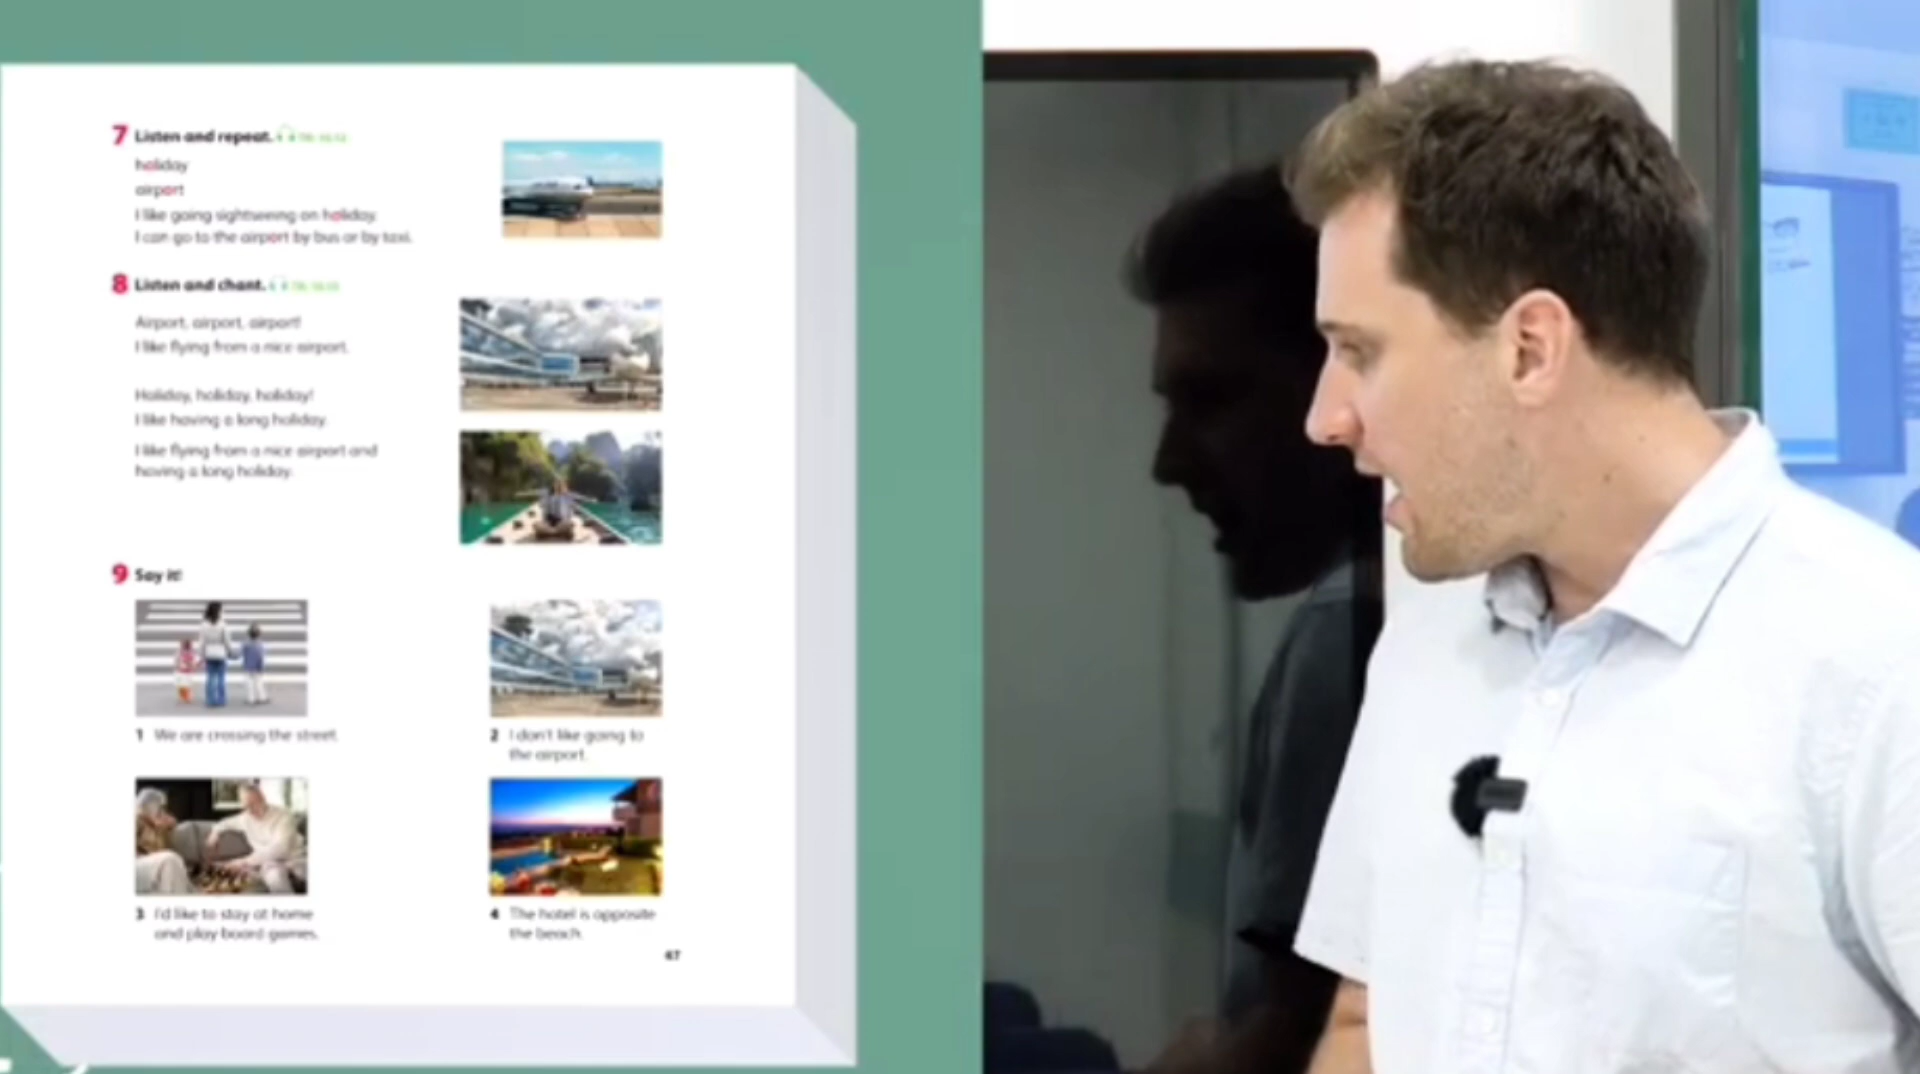 7 Listen and repeat.
holiday
airport
I like going sightseeing on holiday.
I can go to the airport by bus or by taxi.
8 Listen and chant.
Airport, airport, airport!
I like flying from a nice airport.
Holiday, holiday, holiday!
I like having a long holiday.
I like flying from a nice airport and
having a long holiday.
9 Say it!
1 We are crossing the street.
2 I don't like going to
the airport.
3 I'd like to stay at home
and play board games.
4 The hotel is opposite
the beach.
47